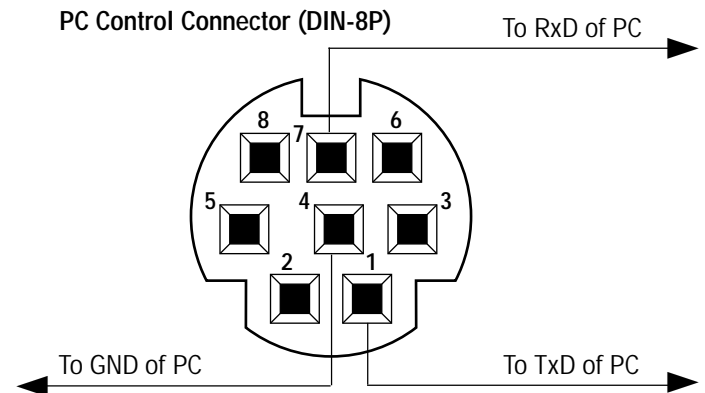 PC Control Connector (DIN-8P)
To RxD of PC
8 7 6
5 4 3
2 1
To GND of PC
To TxD of PC